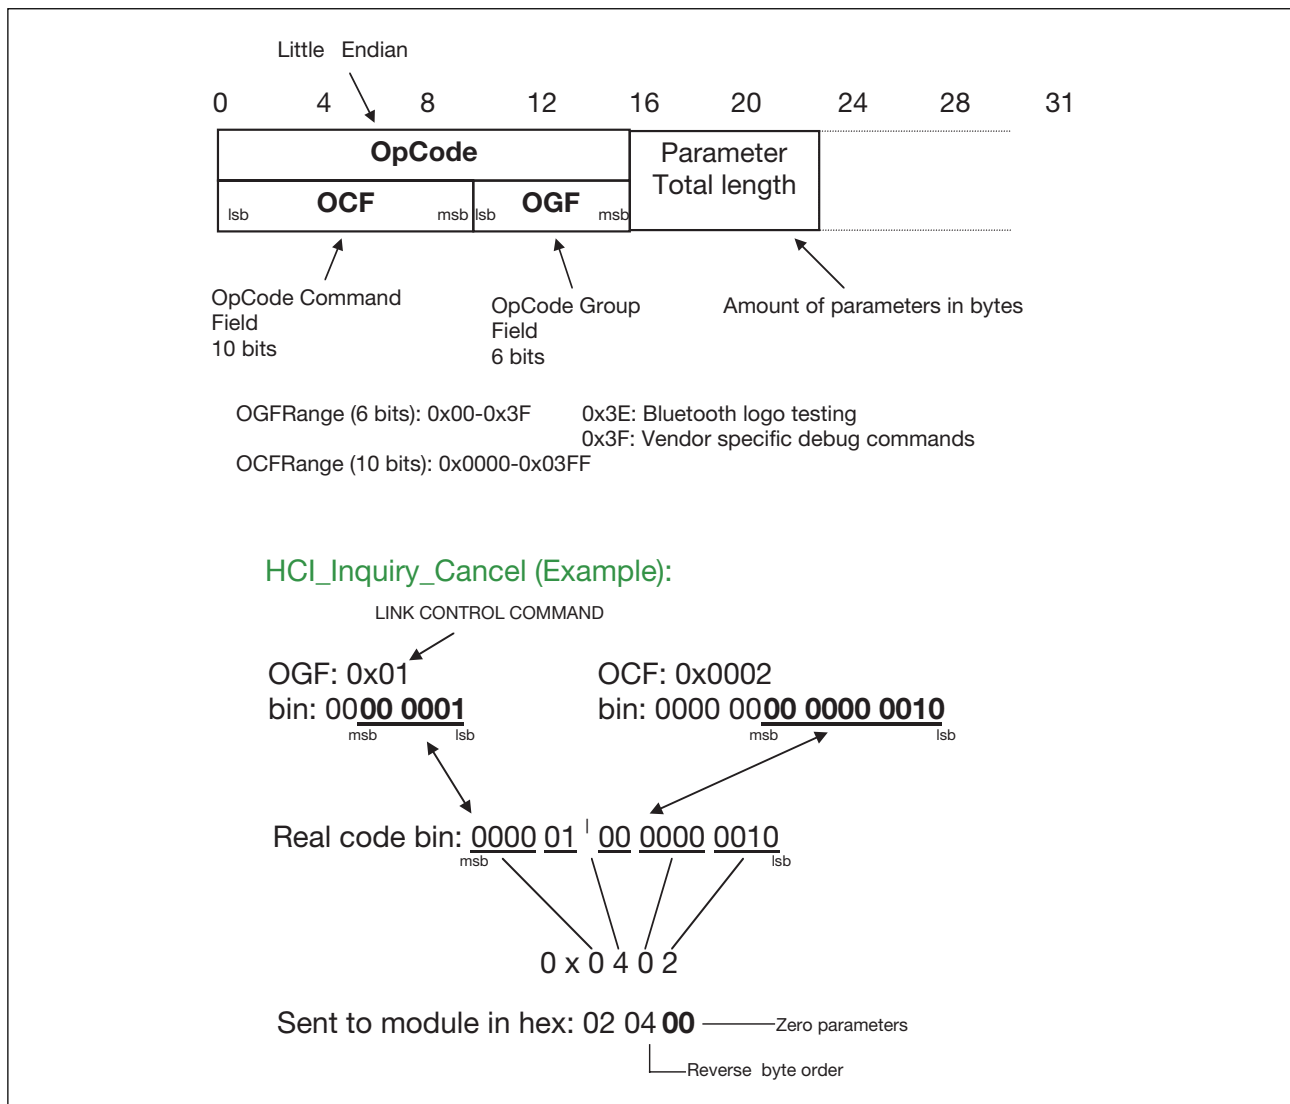 Little Endian
0 4 8 12 16 20 24 28 31
OpCode
Parameter
Total length
lsb OCF msb lsb OGF msb
OpCode Command
Field
10 bits
OpCode Group
Field
6 bits
Amount of parameters in bytes
OGFRange (6 bits): 0x00-0x3F 0x3E: Bluetooth logo testing
0x3F: Vendor specific debug commands
OCFRange (10 bits): 0x0000-0x03FF
HCI_Inquiry_Cancel (Example):
LINK CONTROL COMMAND
OGF: 0x01 OCF: 0x0002
bin: 0000 0001 bin: 0000 0000 0000 0010
msb lsb msb lsb
Real code bin: 0000 01 ' 00 0000 0010
msb lsb
0 x 0 4 0 2
Sent to module in hex: 02 04 00 Zero parameters
Reverse byte order